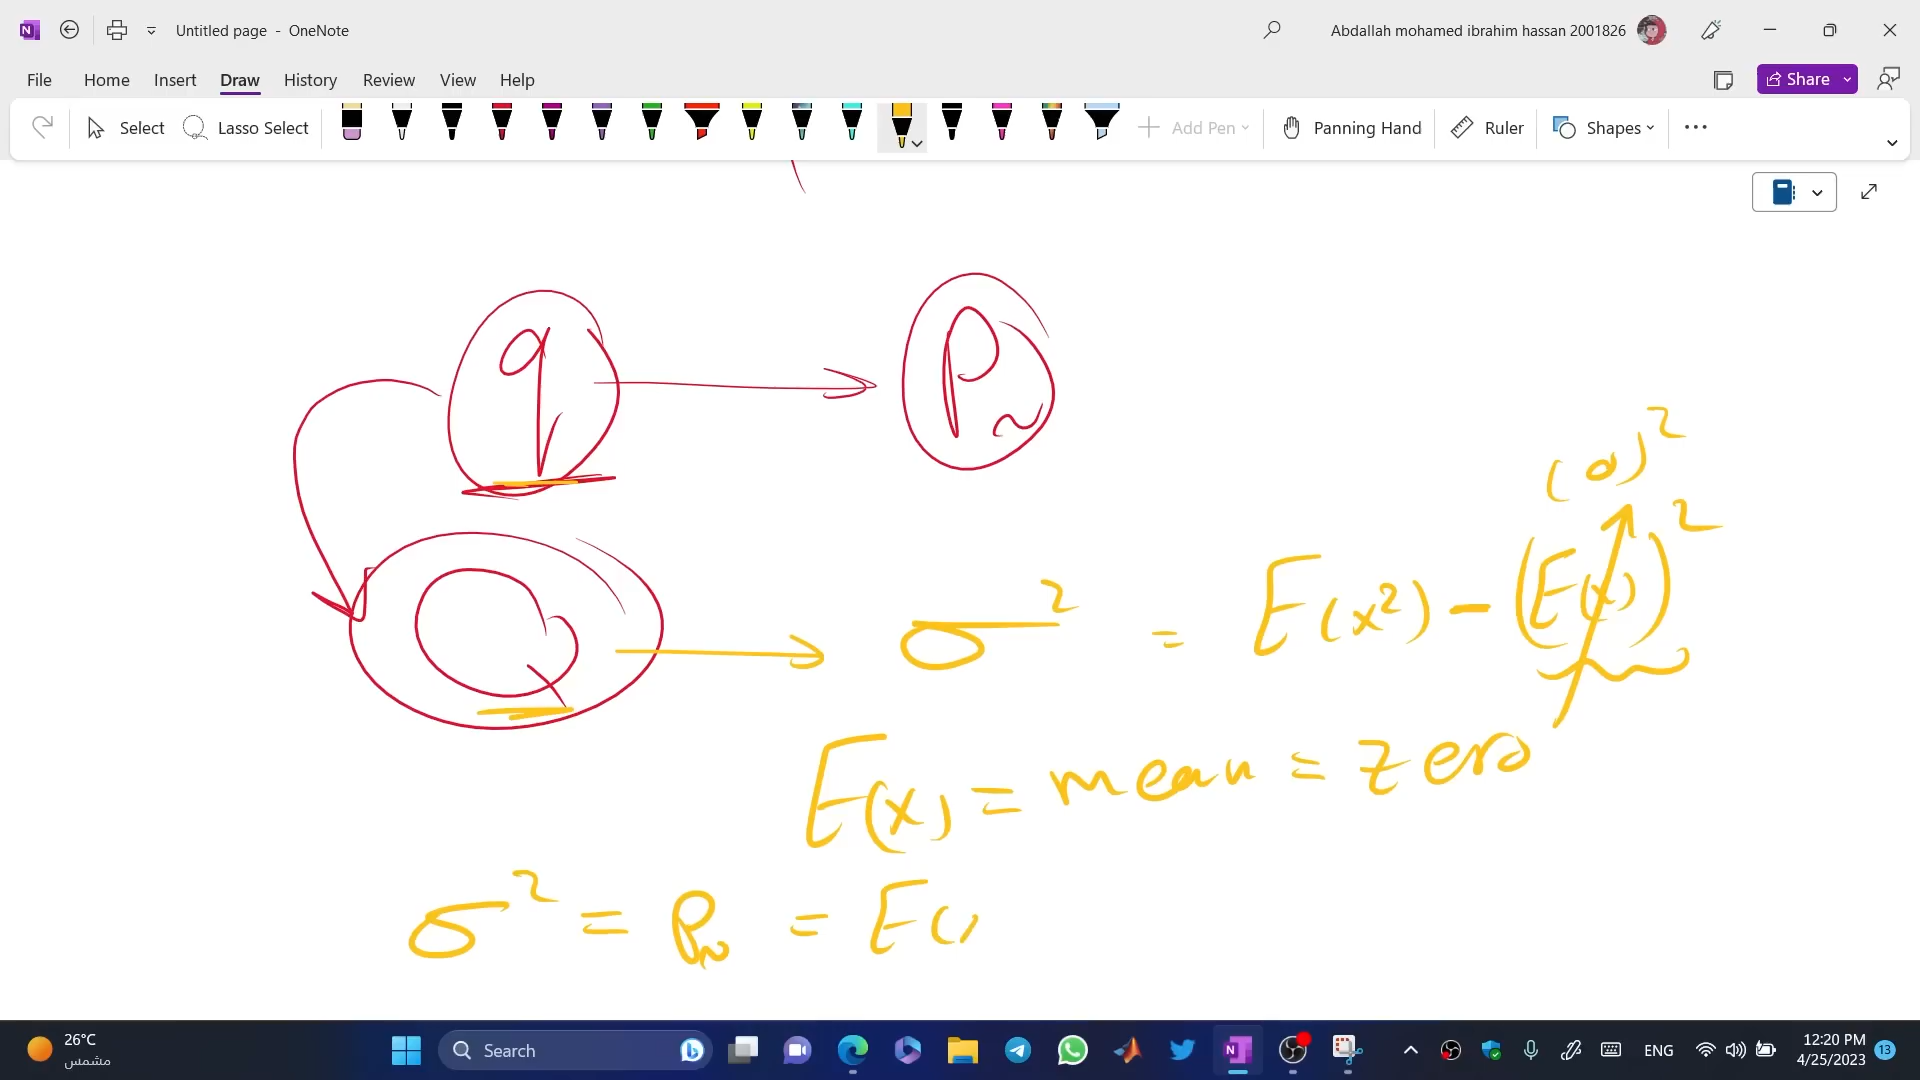 Untitled page - OneNote
Abdallah mohamed ibrahim hassan 2001826
File Home Insert Draw History Review View Help
Share
Select Lasso Select Add Pen Panning Hand Ruler Shapes
q
P~
(0)²
Q
σ² = E(x²) - (E(x))²
E(x) = mean = zero
σ² = P~ = E(
26°C
مشمس
Search
ENG
12:20 PM
4/25/2023
13